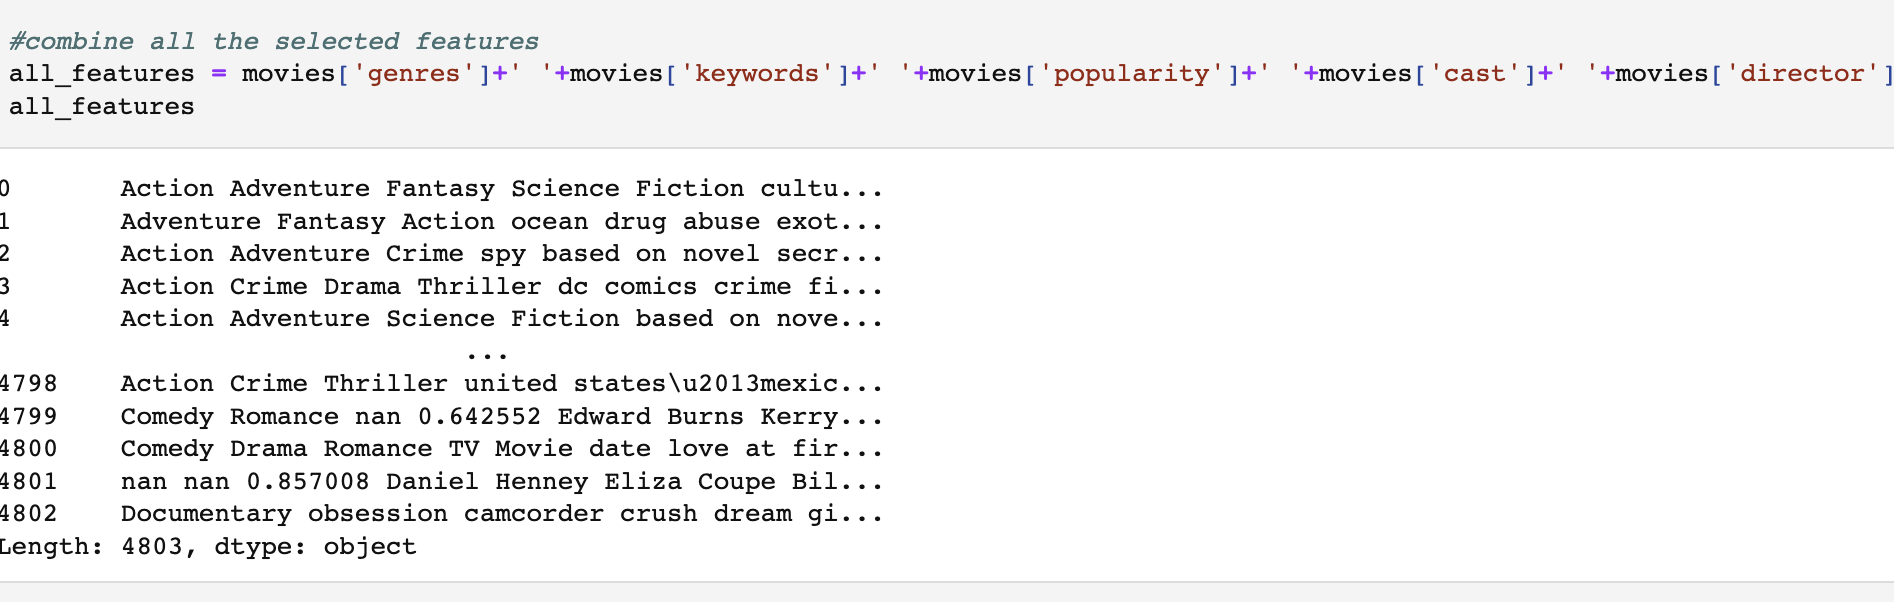 #combine all the selected features
all_features = movies['genres']+' '+movies['keywords']+' '+movies['popularity']+' '+movies['cast']+' '+movies['director']
all_features
0       Action Adventure Fantasy Science Fiction cultu...
1       Adventure Fantasy Action ocean drug abuse exot...
2       Action Adventure Crime spy based on novel secr...
3       Action Crime Drama Thriller dc comics crime fi...
4       Action Adventure Science Fiction based on nove...
...
4798    Action Crime Thriller united states\u2013mexic...
4799    Comedy Romance nan 0.642552 Edward Burns Kerry...
4800    Comedy Drama Romance TV Movie date love at fir...
4801    nan nan 0.857008 Daniel Henney Eliza Coupe Bil...
4802    Documentary obsession camcorder crush dream gi...
Length: 4803, dtype: object